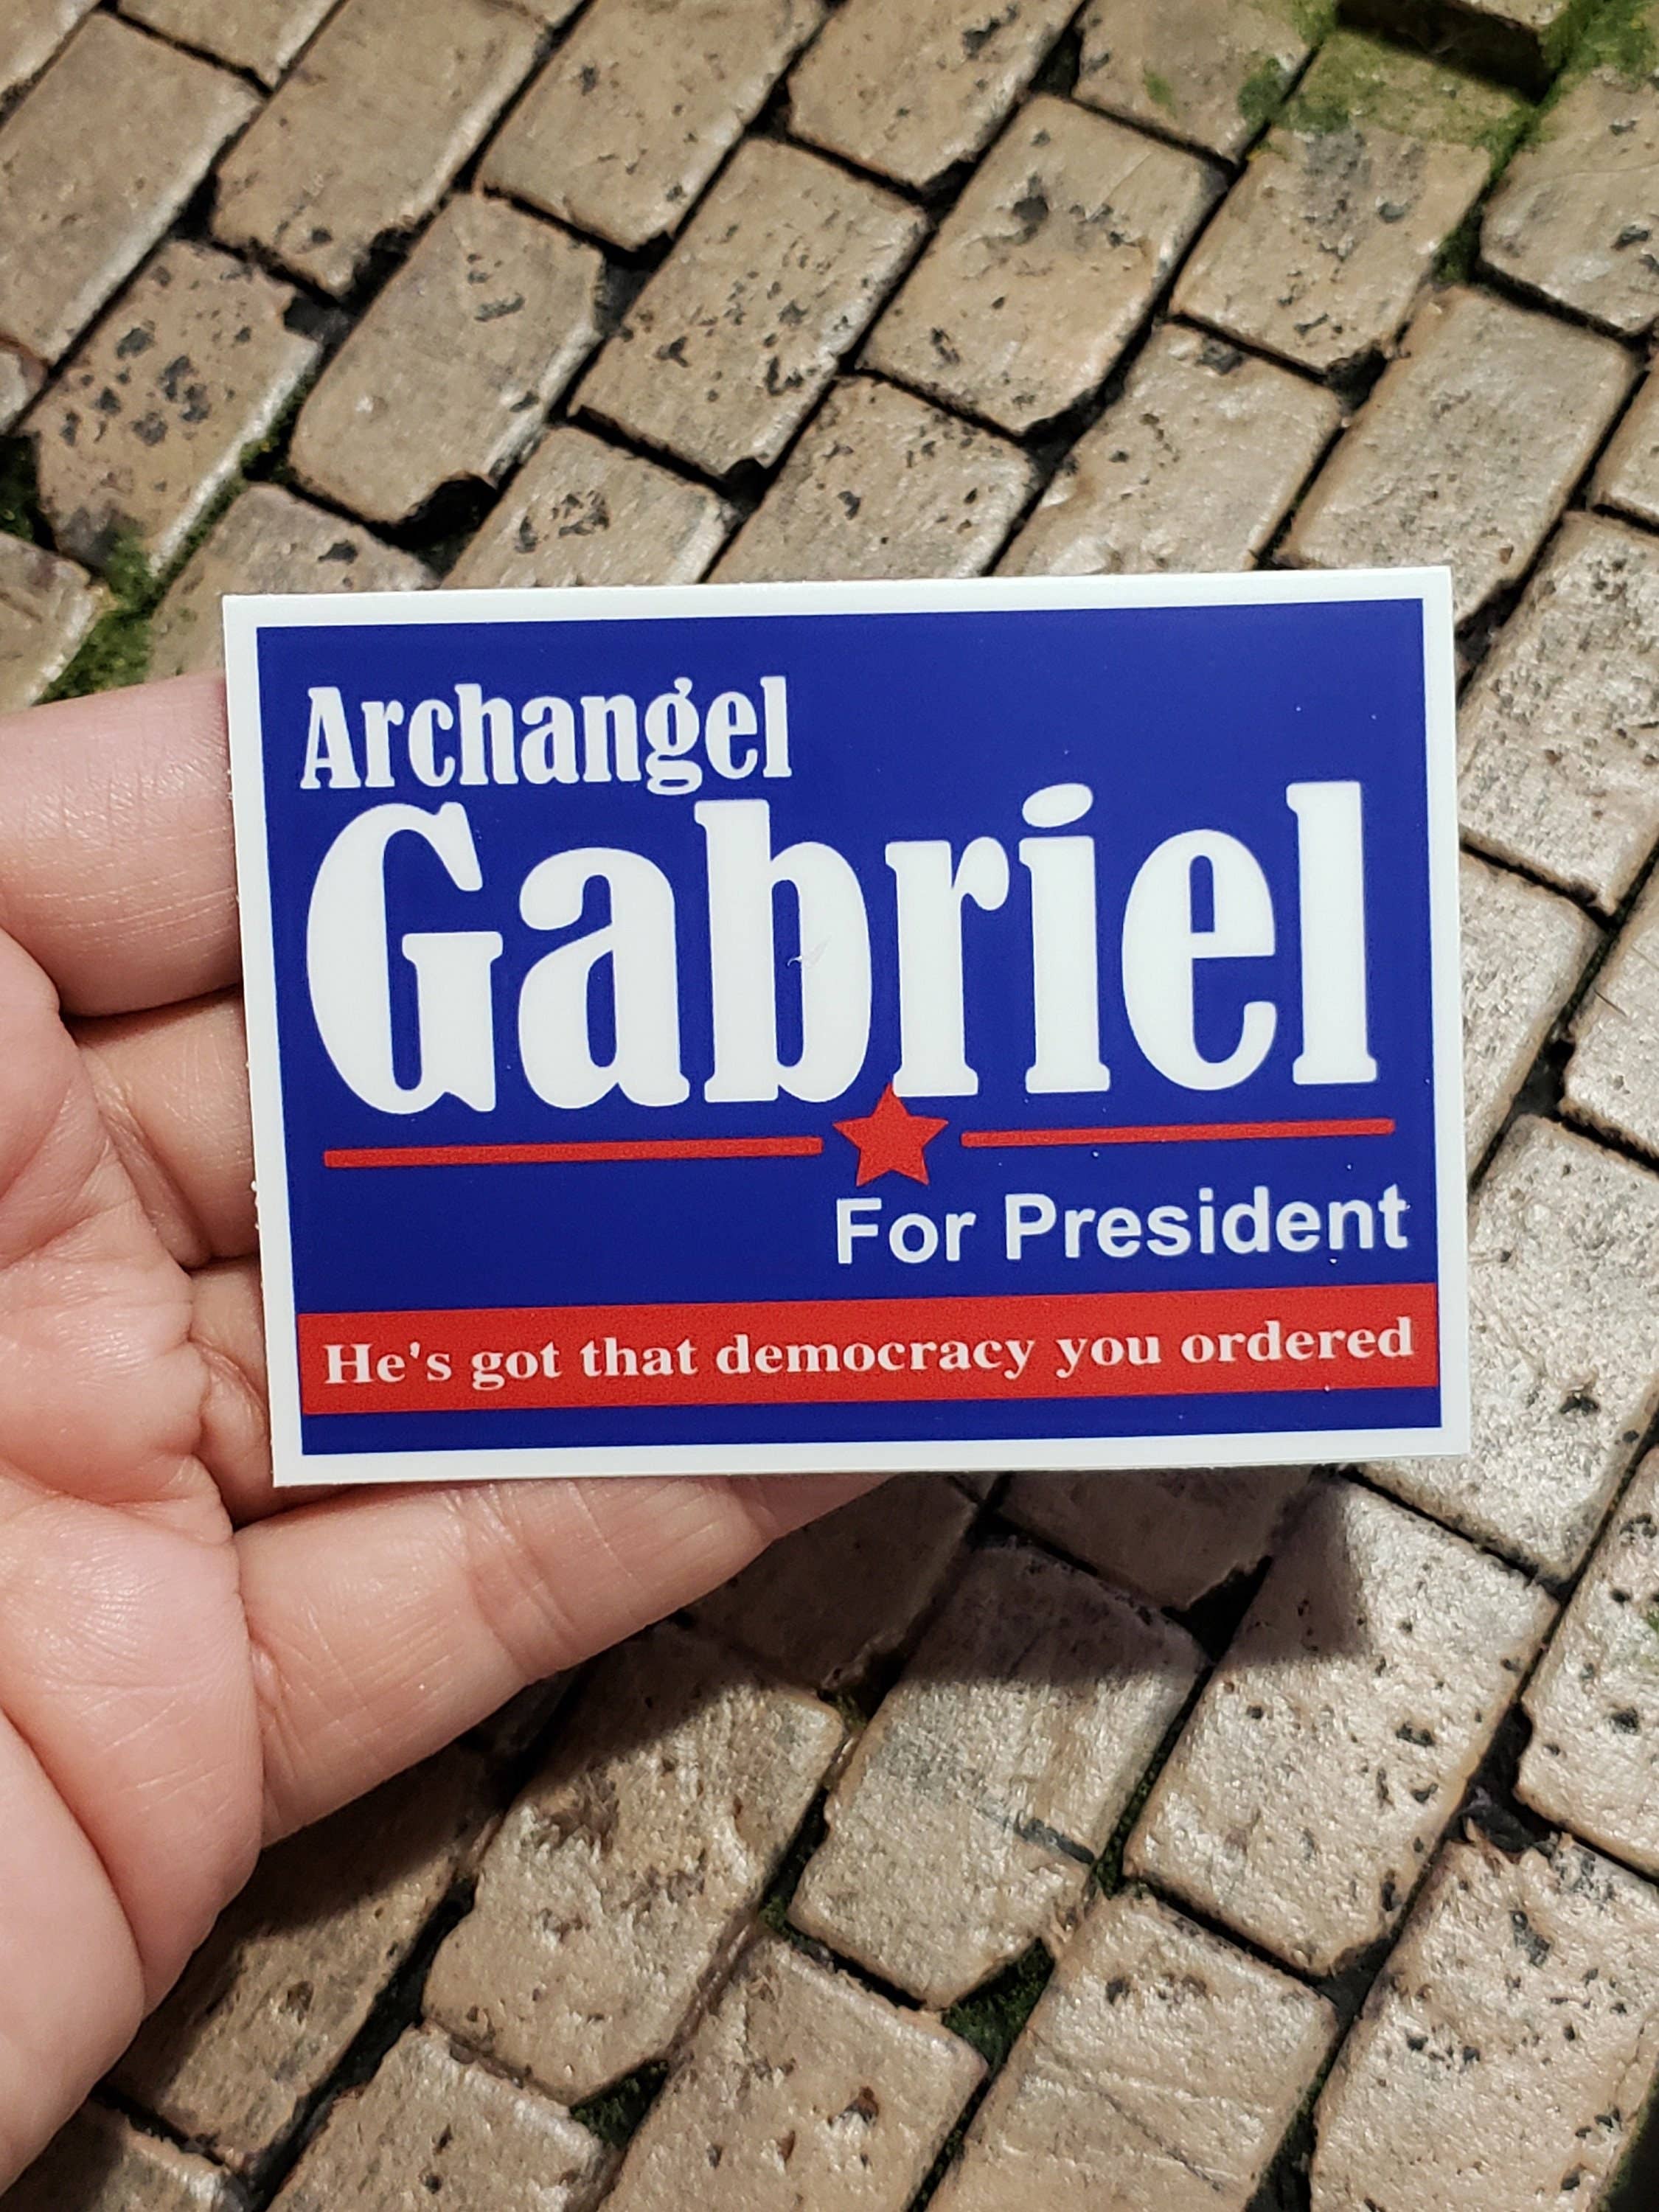 Archangel
Gabriel
For President
He's got that democracy you ordered